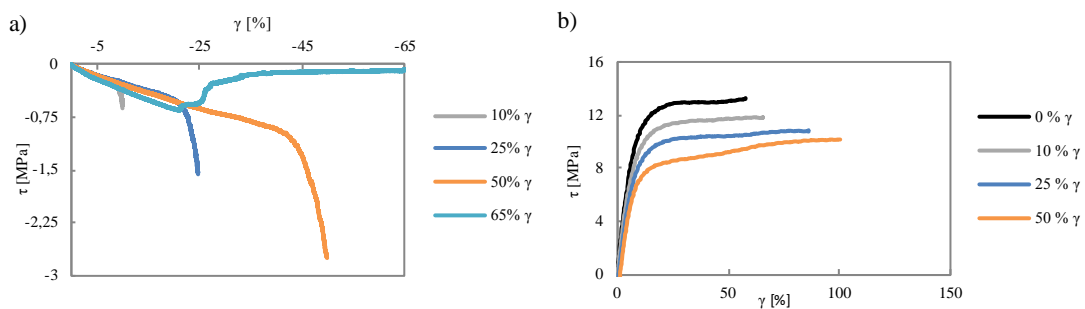 a)
γ [%]
-5 -25 -45 -65
0
-0.75
-1.5
-2,25
-3
τ [MPa]
10% γ
25% γ
50% γ
65% γ
b)
16
12
8
4
0
τ [MPa]
0 50 100 150
γ [%]
0 % γ
10 % γ
25 % γ
50 % γ